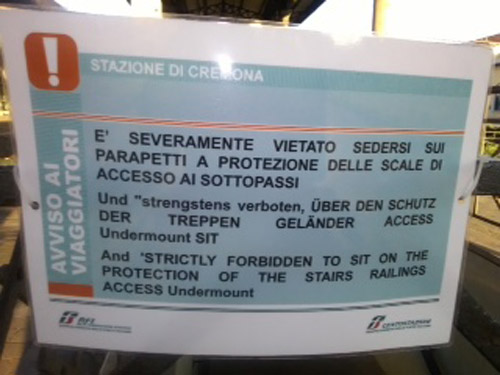 STAZIONE DI CREMONA
AVVISO AI
VIAGGIATORI
E' SEVERAMENTE VIETATO SEDERSI SUI
PARAPETTI A PROTEZIONE DELLE SCALE DI
ACCESSO AI SOTTOPASSI
Und "strengstens verboten, ÜBER DEN SCHUTZ
DER TREPPEN GELÄNDER ACCESS
Undermount SIT
And 'STRICTLY FORBIDDEN TO SIT ON THE
PROTECTION OF THE STAIRS RAILINGS
ACCESS Undermount
RFI
CENTOSTAZIONI